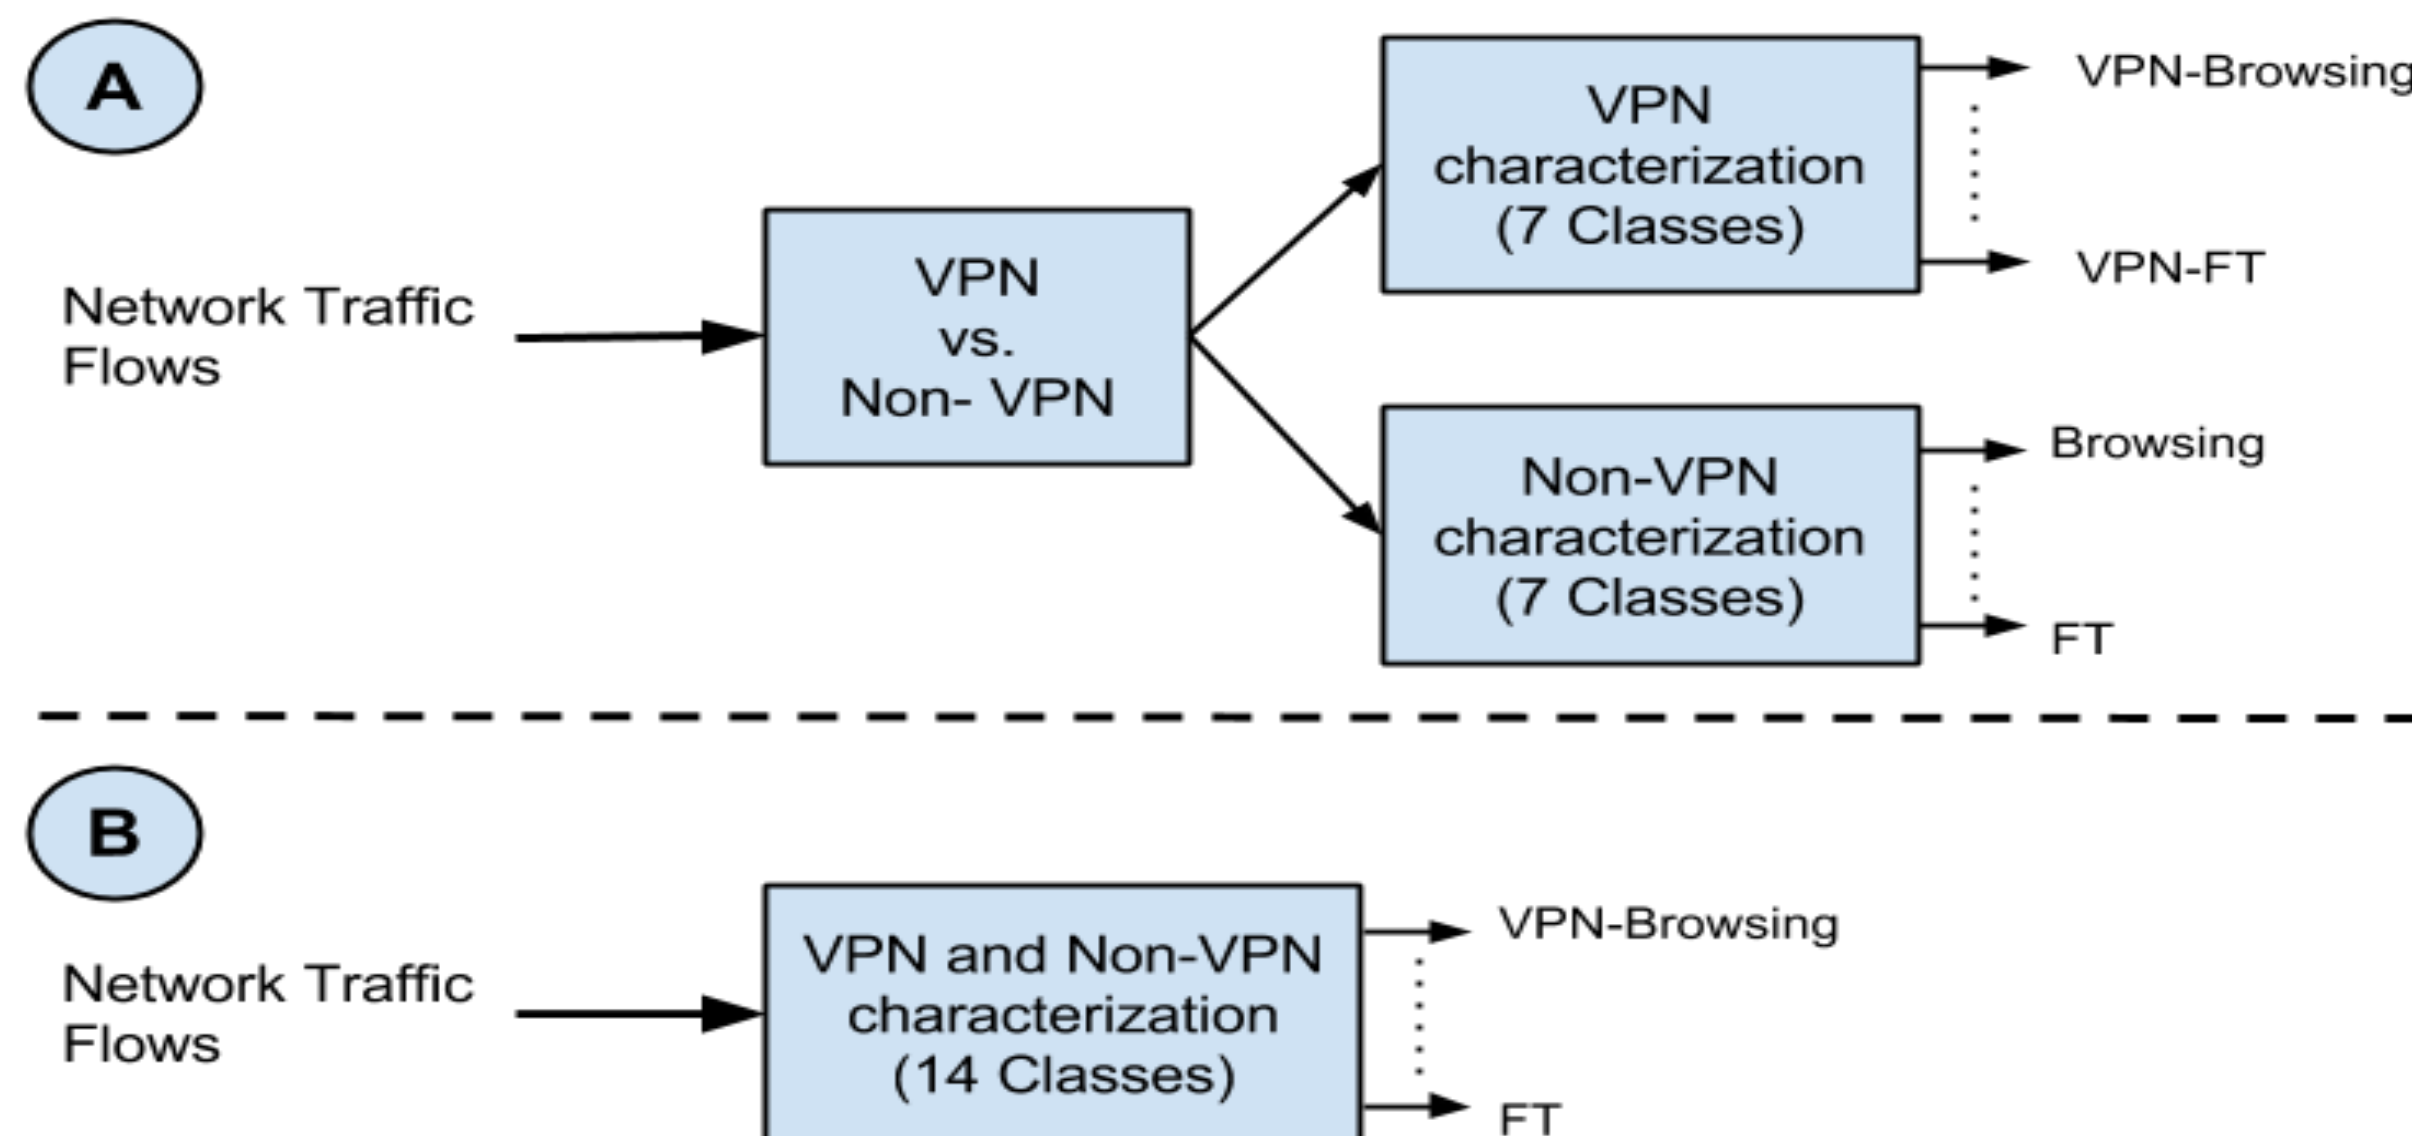 A
Network Traffic
Flows
VPN
vs.
Non- VPN
VPN
characterization
(7 Classes)
VPN-Browsing
VPN-FT
Non-VPN
characterization
(7 Classes)
Browsing
FT
B
Network Traffic
Flows
VPN and Non-VPN
characterization
(14 Classes)
VPN-Browsing
FT